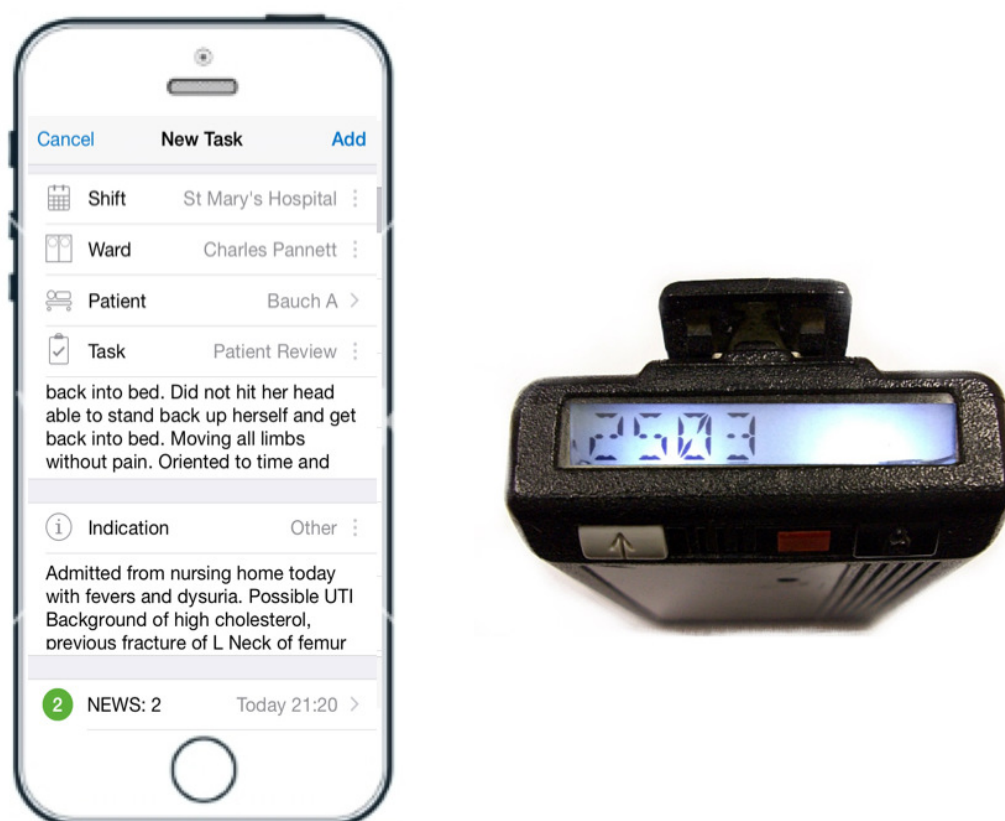 Cancel New Task Add
Shift St Mary's Hospital
Ward Charles Pannett
Patient Bauch A
Task Patient Review
back into bed. Did not hit her head
able to stand back up herself and get
back into bed. Moving all limbs
without pain. Oriented to time and
Indication Other
Admitted from nursing home today
with fevers and dysuria. Possible UTI
Background of high cholesterol,
previous fracture of L Neck of femur
2 NEWS: 2 Today 21:20
2503